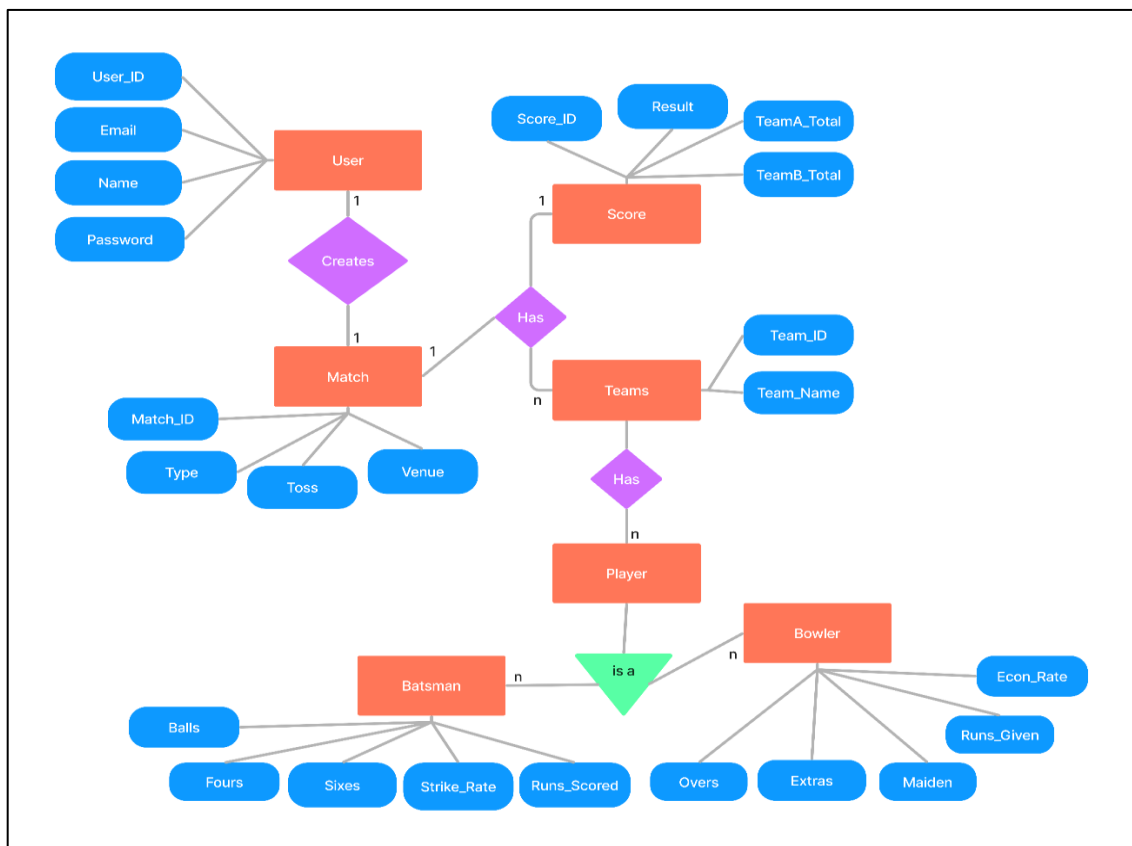 User_ID
Email
Name
Password
User
1
Creates
1
Match
1
Match_ID
Type
Toss
Venue
Score_ID
Result
TeamA_Total
TeamB_Total
1
Score
Has
n
Teams
Team_ID
Team_Name
Has
n
Player
is a
n
Batsman
n
Bowler
Balls
Fours
Sixes
Strike_Rate
Runs_Scored
Econ_Rate
Runs_Given
Overs
Extras
Maiden